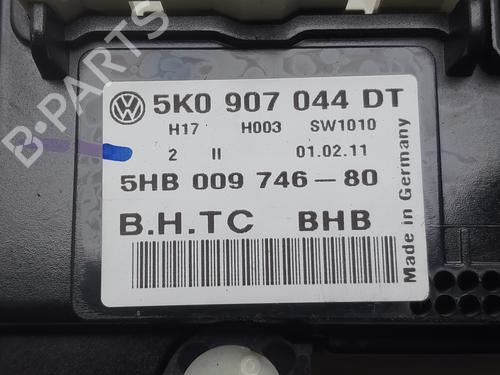 B-PARTS
VW 5K0 907 044 DT
H17 H003 SW1010
2 II 01.02.11
5HB 009 746-80
B.H.TC BHB
Made in Germany